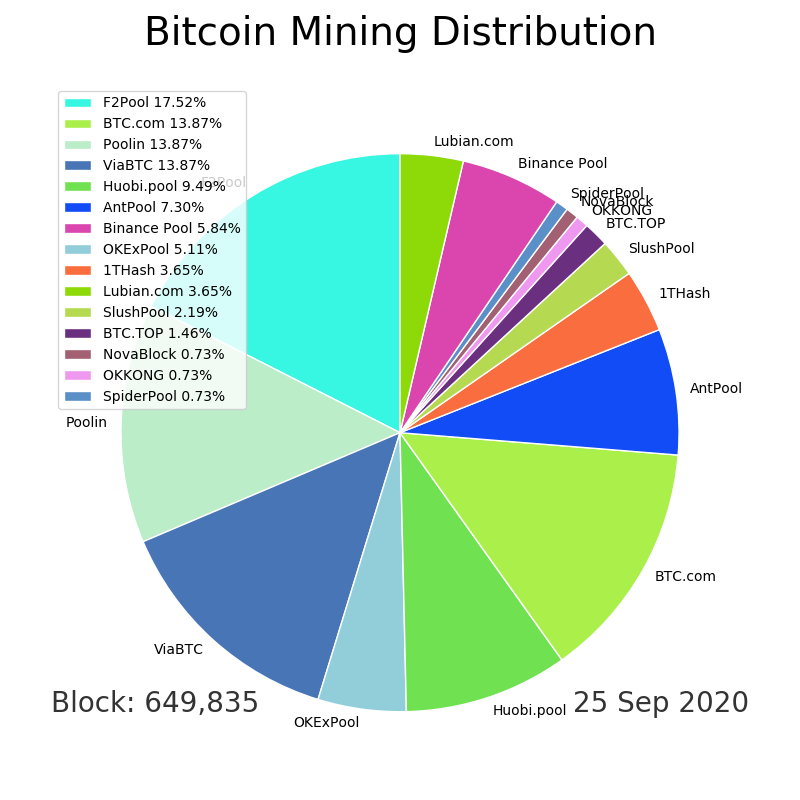 Bitcoin Mining Distribution
F2Pool 17.52%
BTC.com 13.87%
Poolin 13.87%
ViaBTC 13.87%
Huobi.pool 9.49%
AntPool 7.30%
Binance Pool 5.84%
OKExPool 5.11%
1THash 3.65%
Lubian.com 3.65%
SlushPool 2.19%
BTC.TOP 1.46%
NovaBlock 0.73%
OKKONG 0.73%
SpiderPool 0.73%
F2Pool
Lubian.com
Binance Pool
SpiderPool
NovaBlock
OKKONG
BTC.TOP
SlushPool
1THash
AntPool
BTC.com
Huobi.pool
OKExPool
ViaBTC
Poolin
Block: 649,835
25 Sep 2020